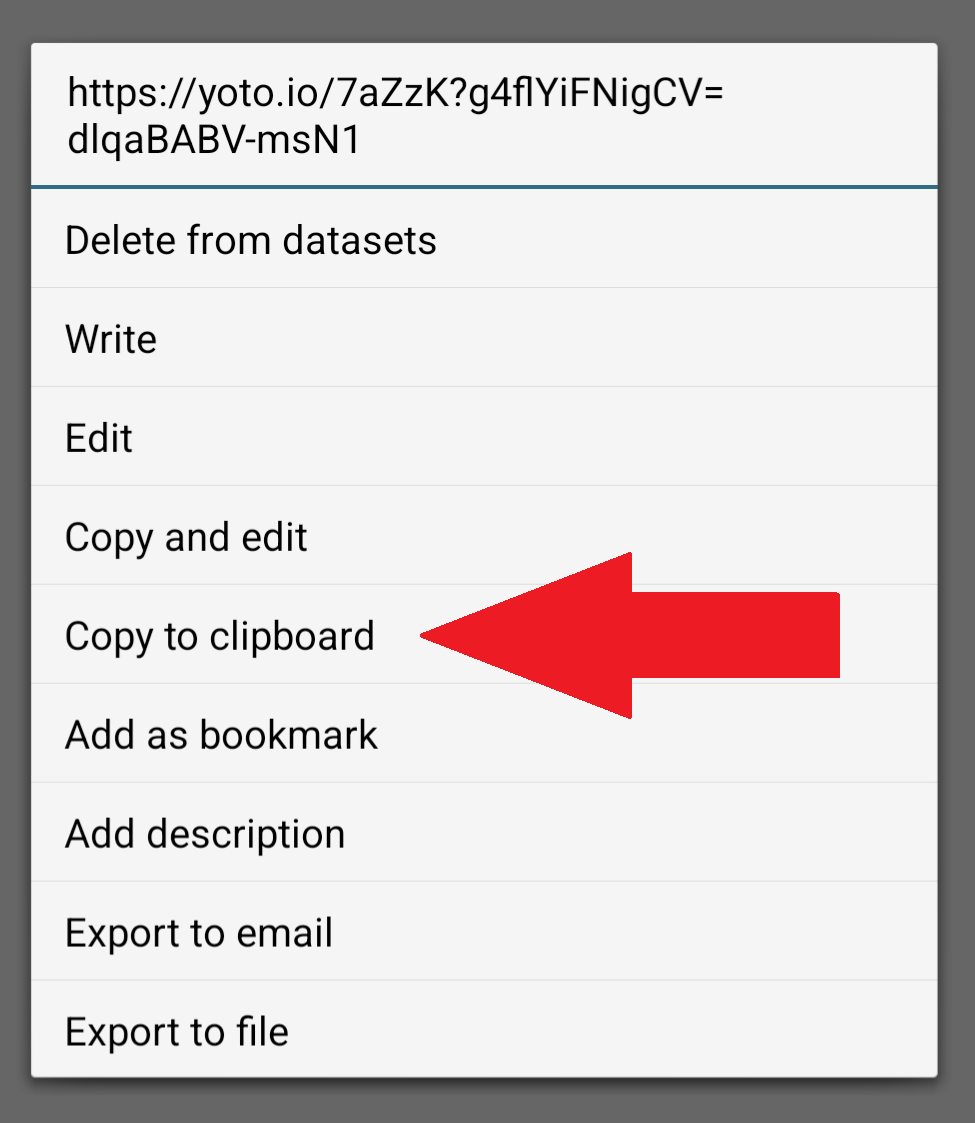 https://yoto.io/7aZzK?g4flYiFNigCV=
dlqaBABV-msN1
Delete from datasets
Write
Edit
Copy and edit
Copy to clipboard
Add as bookmark
Add description
Export to email
Export to file